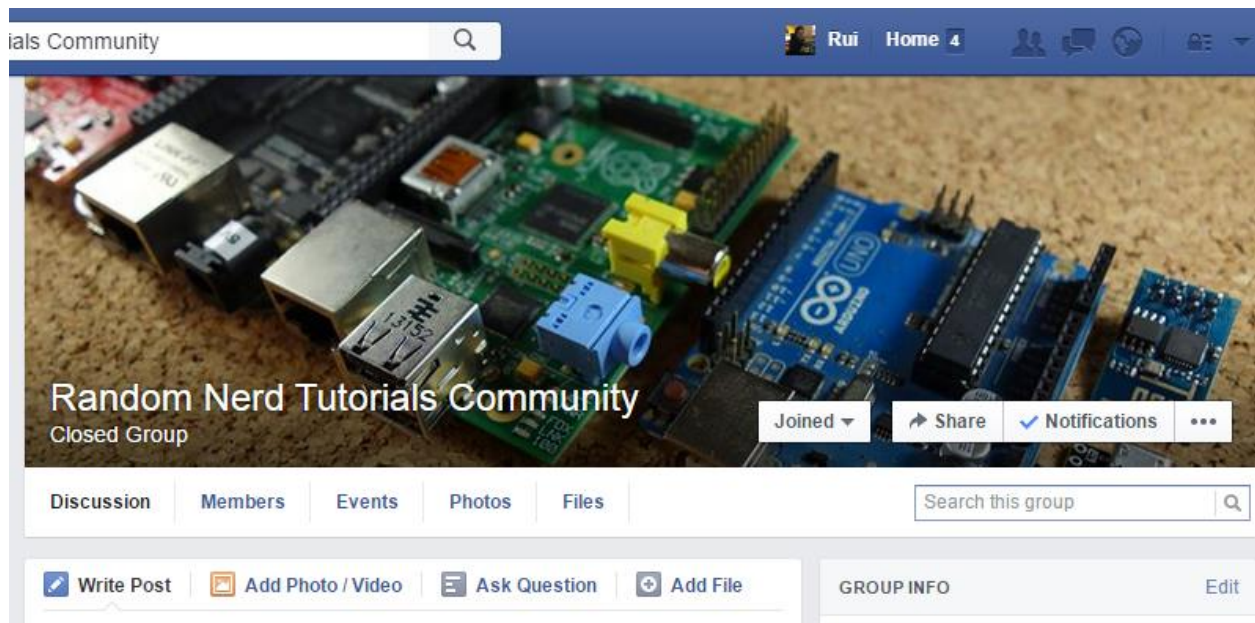 ials Community
Rui Home 4
ARDUINO
UNO
13152
Random Nerd Tutorials Community
Closed Group
Joined Share Notifications
Discussion Members Events Photos Files
Search this group
Write Post Add Photo / Video Ask Question Add File
GROUP INFO Edit